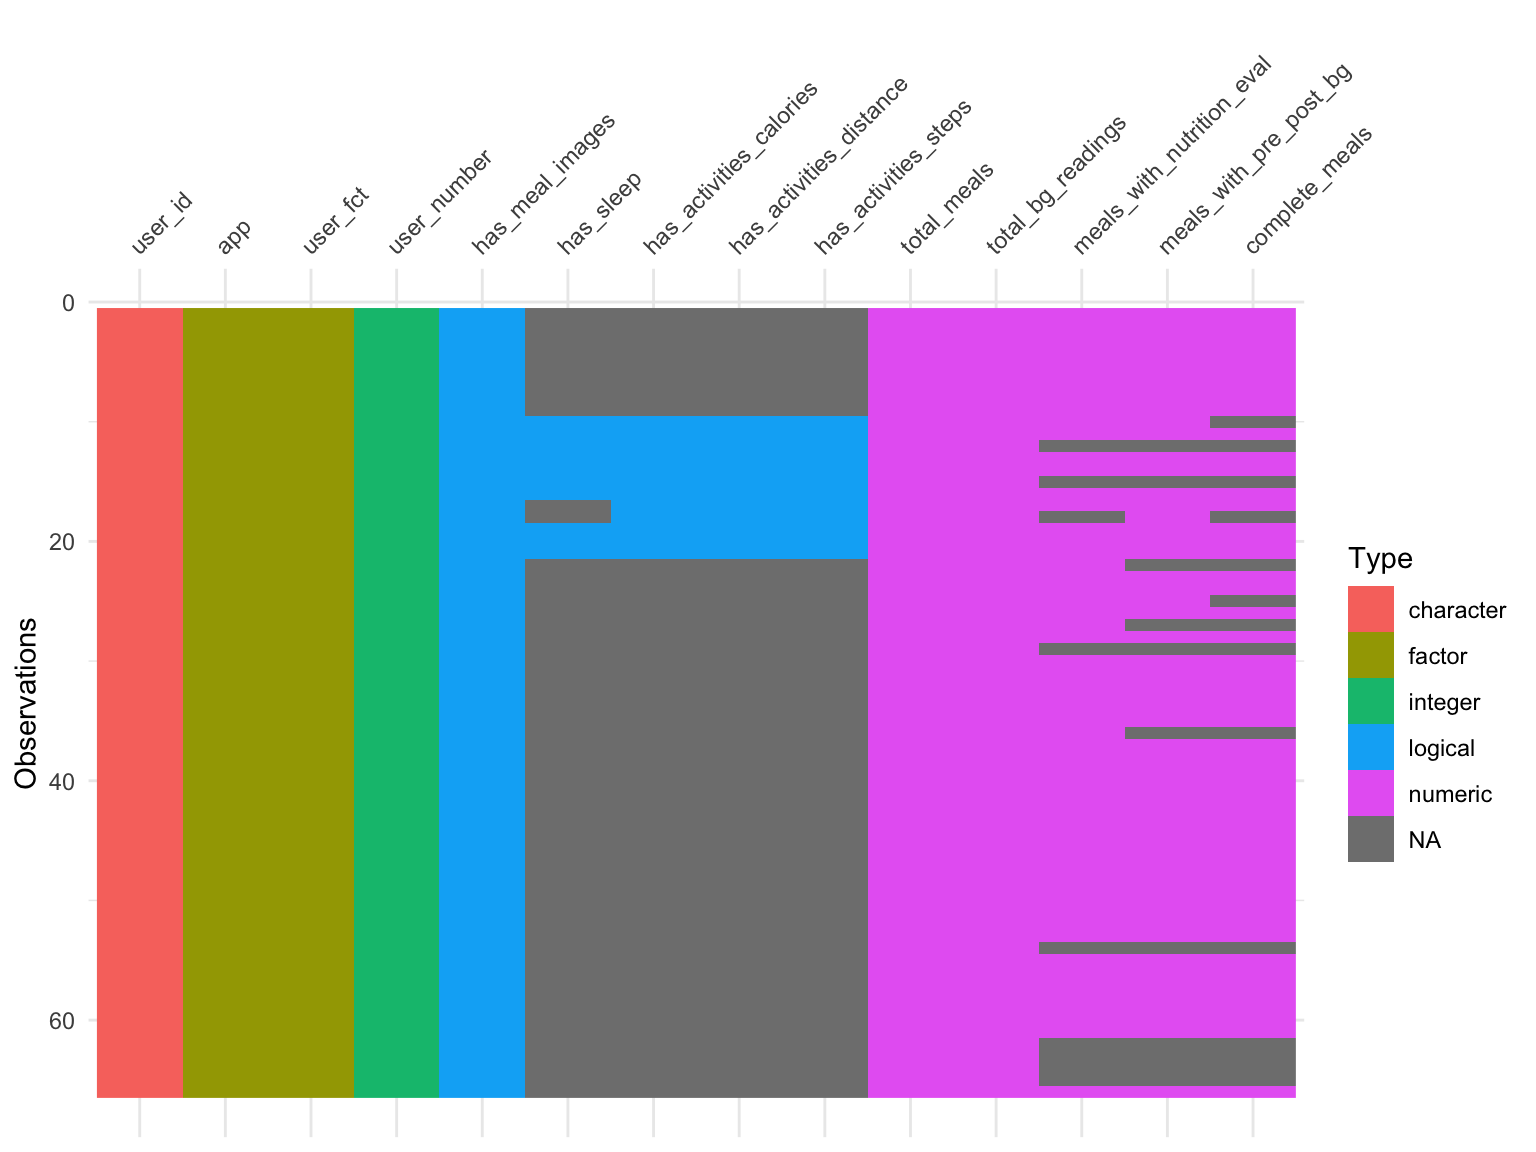 user_id
app
user_fct
user_number
has_meal_images
has_sleep
has_activities_calories
has_activities_distance
has_activities_steps
total_meals
total_bg_readings
meals_with_nutrition_eval
meals_with_pre_post_bg
complete_meals
0
20
40
60
Observations
Type
character
factor
integer
logical
numeric
NA